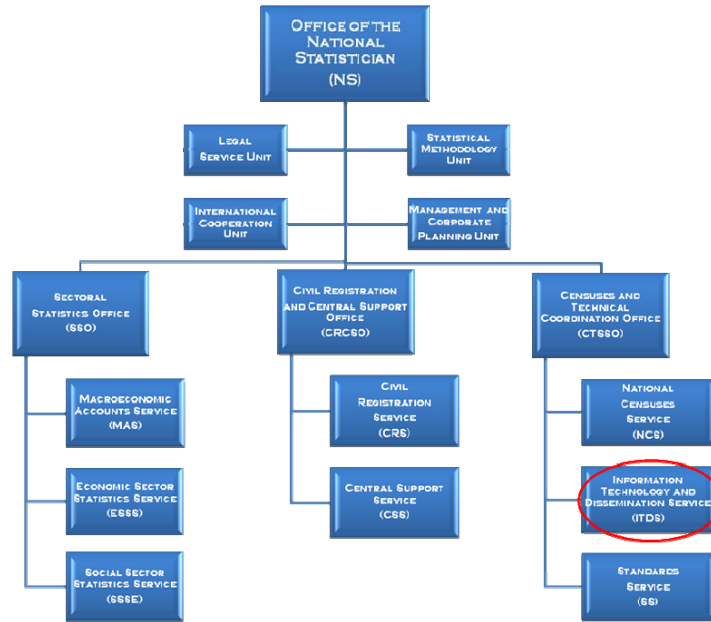 OFFICE OF THE
NATIONAL
STATISTICIAN
(NS)
LEGAL
SERVICE UNIT
STATISTICAL
METHODOLOGY
UNIT
INTERNATIONAL
COOPERATION
UNIT
MANAGEMENT AND
CORPORATE
PLANNING UNIT
SECTORAL
STATISTICS OFFICE
(SSO)
CIVIL REGISTRATION
AND CENTRAL SUPPORT
OFFICE
(CRCSO)
CENSUSES AND
TECHNICAL
COORDINATION OFFICE
(CTSSO)
MACROECONOMIC
ACCOUNTS SERVICE
(MAS)
ECONOMIC SECTOR
STATISTICS SERVICE
(ESSS)
SOCIAL SECTOR
STATISTICS SERVICE
(SSSE)
CIVIL
REGISTRATION
SERVICE
(CRS)
CENTRAL SUPPORT
SERVICE
(CSS)
NATIONAL
CENSUSES
SERVICE
(NCS)
INFORMATION
TECHNOLOGY AND
DISSEMINATION SERVICE
(ITDS)
STANDARDS
SERVICE
(SS)